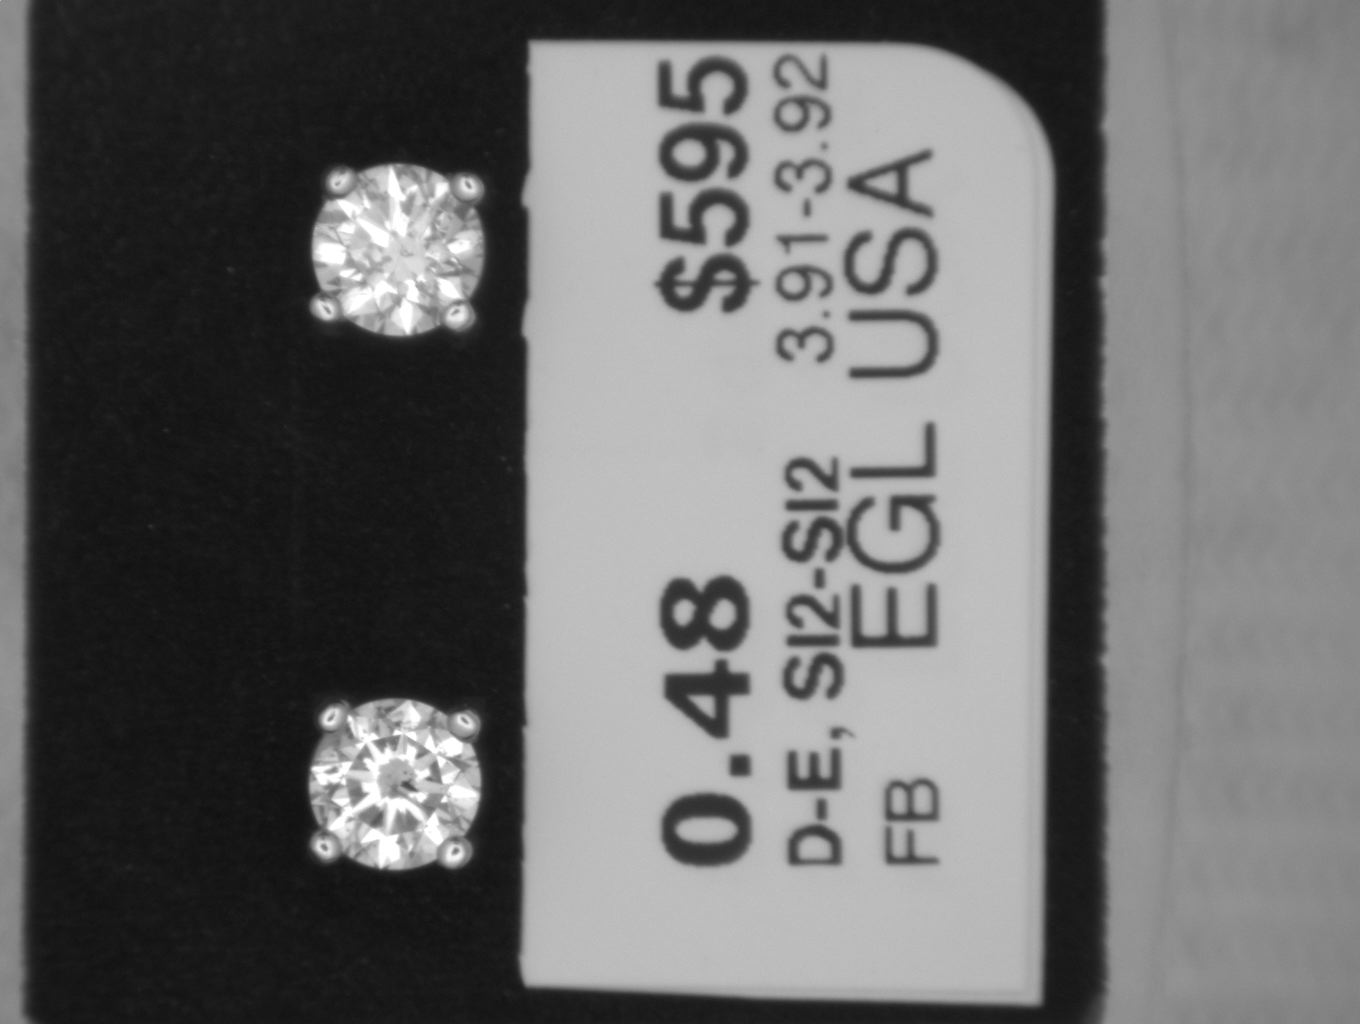 0.48 $595
D-E, SI2-SI2 3.91-3.92
FB EGL USA